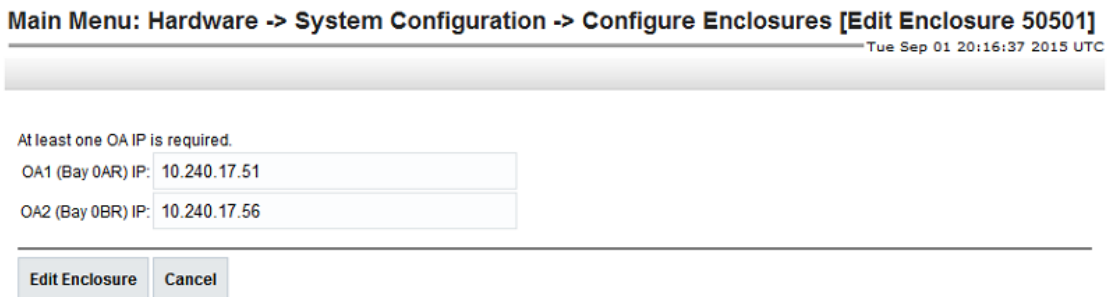 Main Menu: Hardware -> System Configuration -> Configure Enclosures [Edit Enclosure 50501]
Tue Sep 01 20:16:37 2015 UTC
At least one OA IP is required.
OA1 (Bay 0AR) IP: 10.240.17.51
OA2 (Bay 0BR) IP: 10.240.17.56
Edit Enclosure Cancel